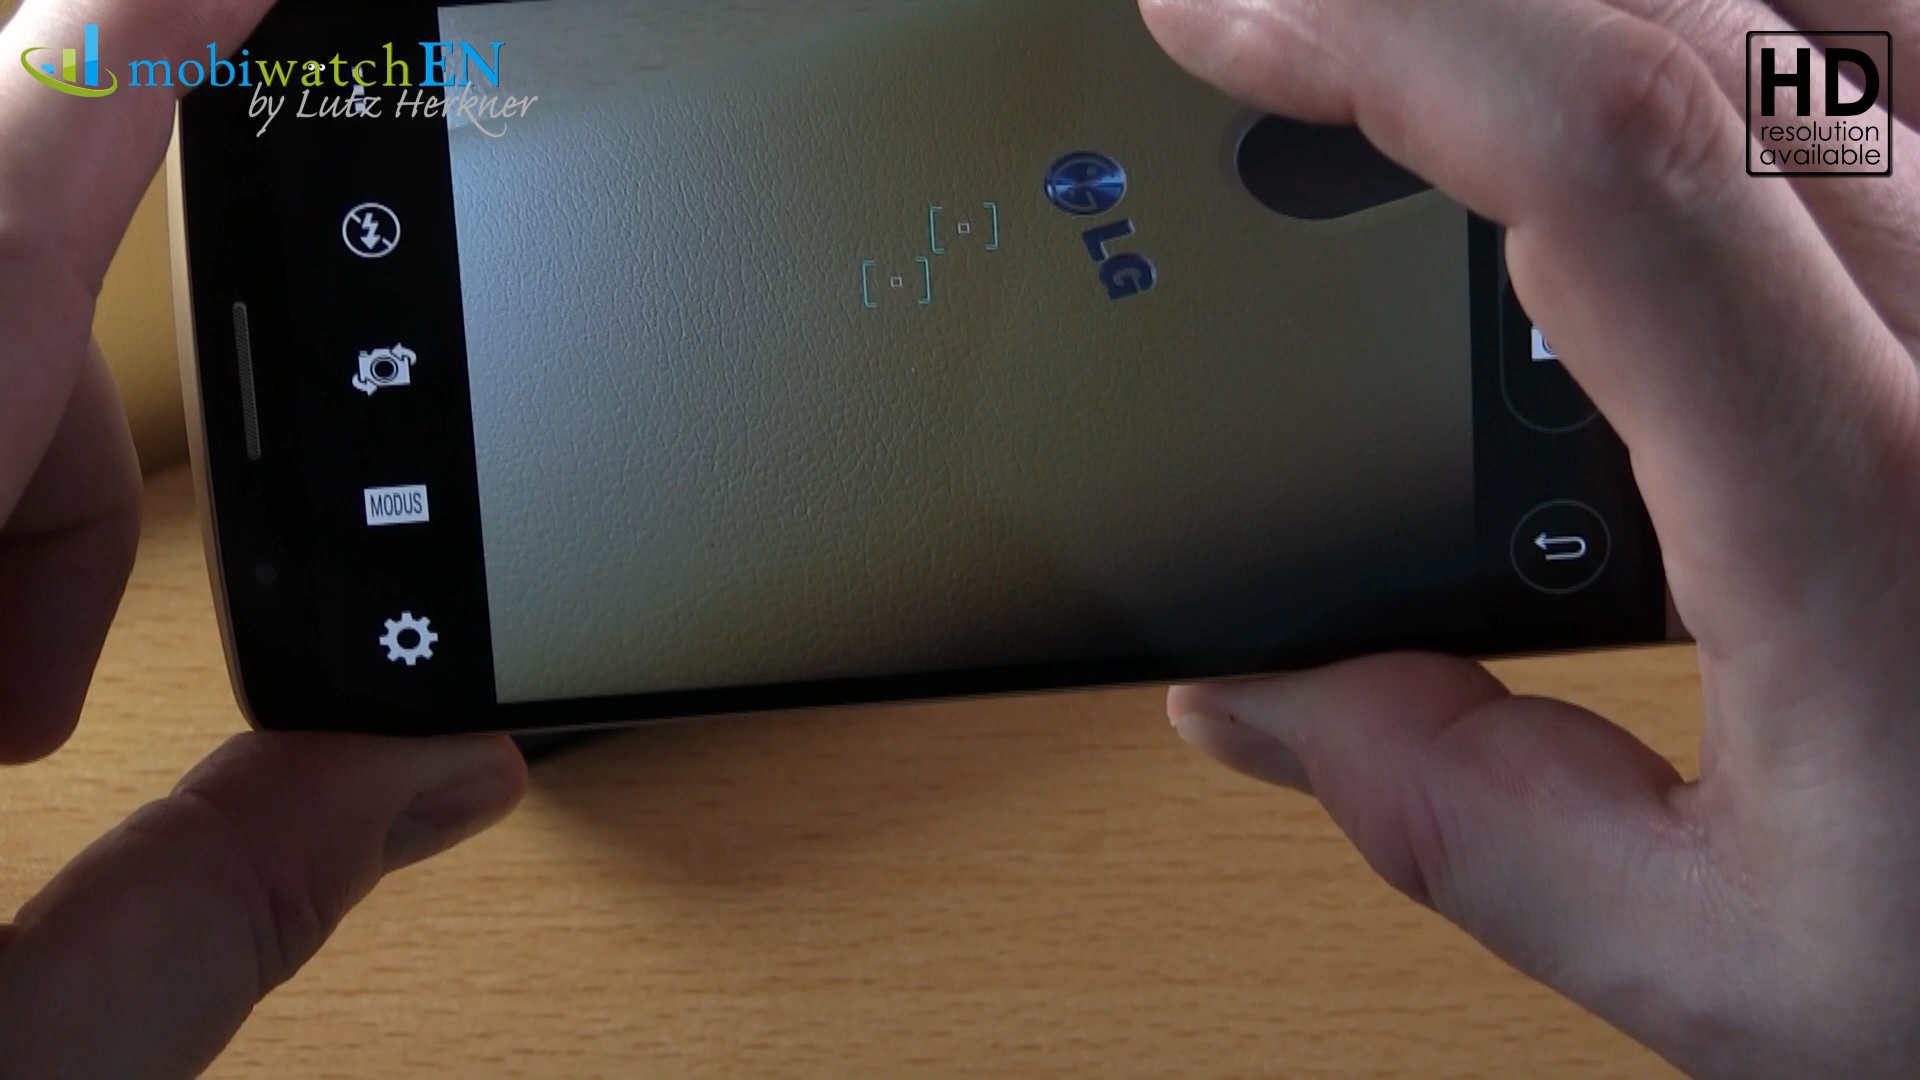 mobiwatchEN
by Lutz Herkner
HD
resolution
available
LG
MODUS